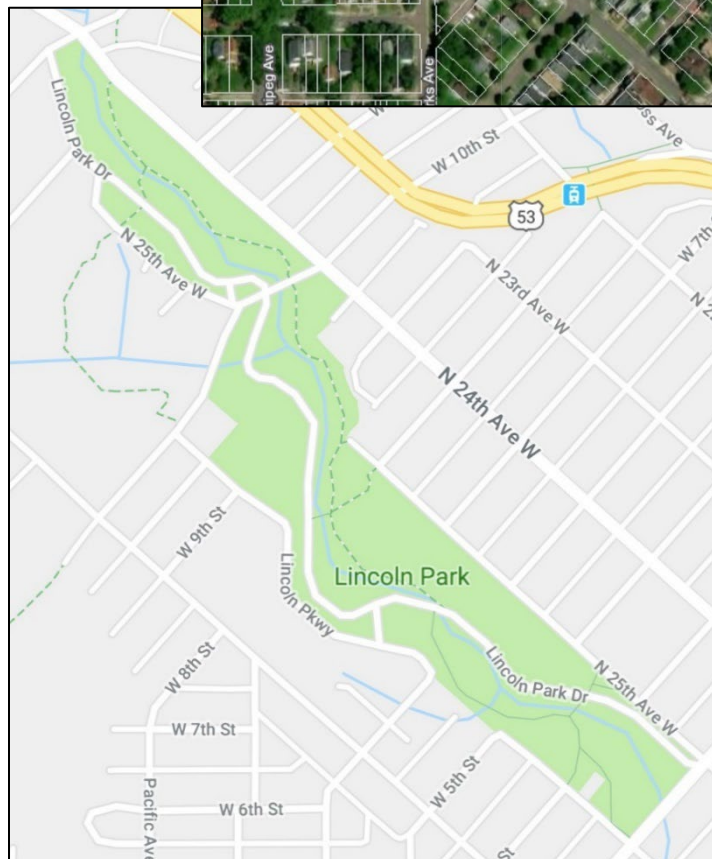 Lincoln Park Dr
N 25th Ave W
W 10th St
53
W 7th
N 23rd Ave W
N 24th Ave W
W 9th St
Lincoln Park
Lincoln Pkwy
W 8th St
Lincoln Park Dr
N 25th Ave W
W 7th St
W 5th St
W 6th St
Pacific Ave